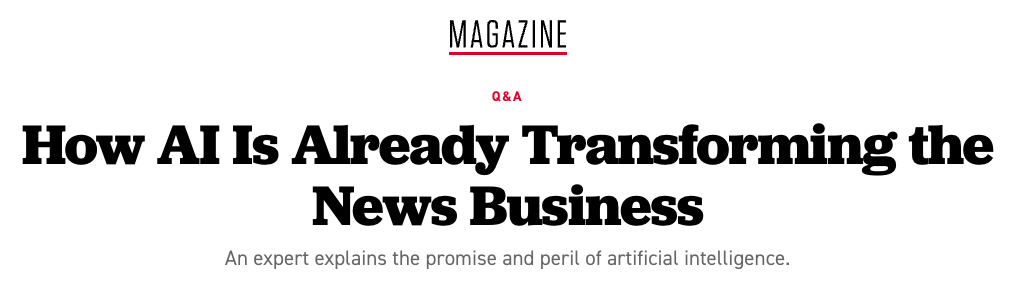 MAGAZINE
Q&A
How AI Is Already Transforming the
News Business
An expert explains the promise and peril of artificial intelligence.